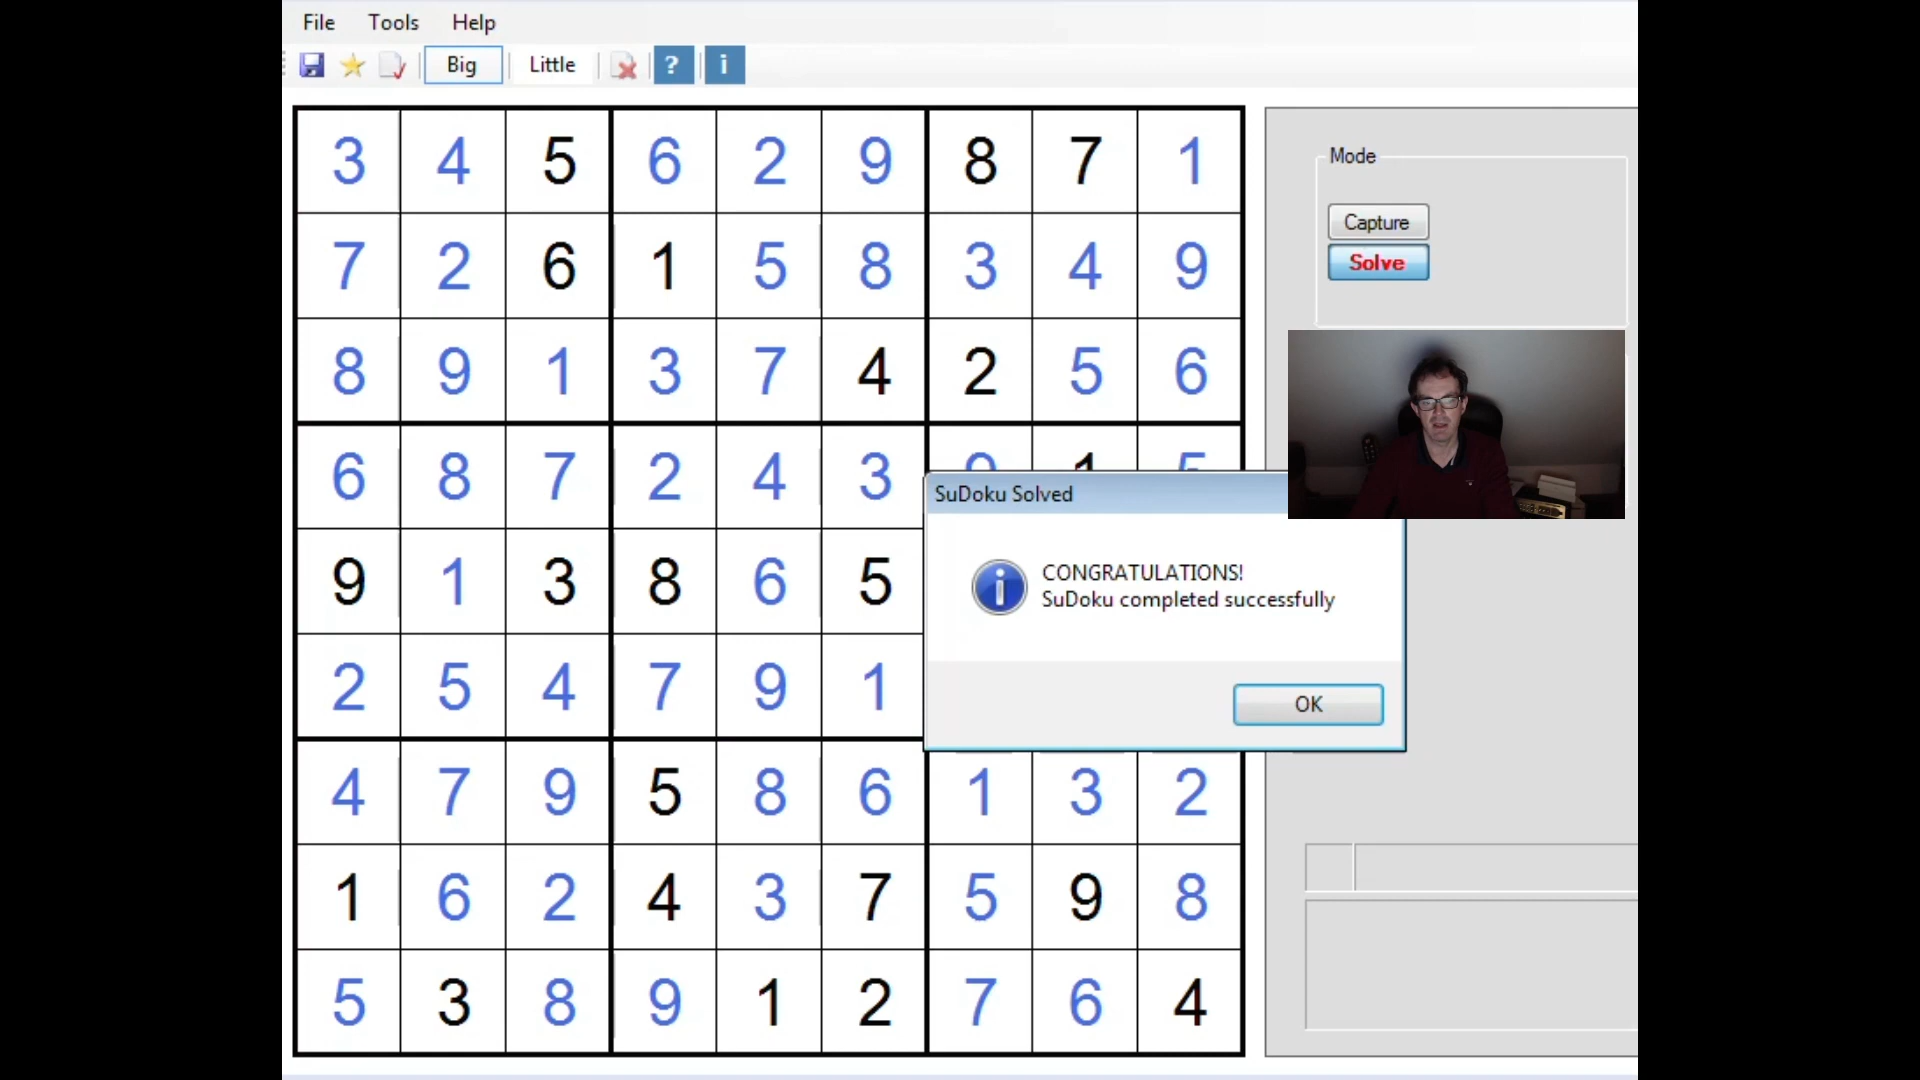 File Tools Help
Big Little ? i
3 4 5 6 2 9 8 7 1
Mode
7 2 6 1 5 8 3 4 9
Capture
Solve
8 9 1 3 7 4 2 5 6
6 8 7 2 4 3 9 1 5
SuDoku Solved
9 1 3 8 6 5
CONGRATULATIONS!
SuDoku completed successfully
2 5 4 7 9 1
OK
4 7 9 5 8 6 1 3 2
1 6 2 4 3 7 5 9 8
5 3 8 9 1 2 7 6 4